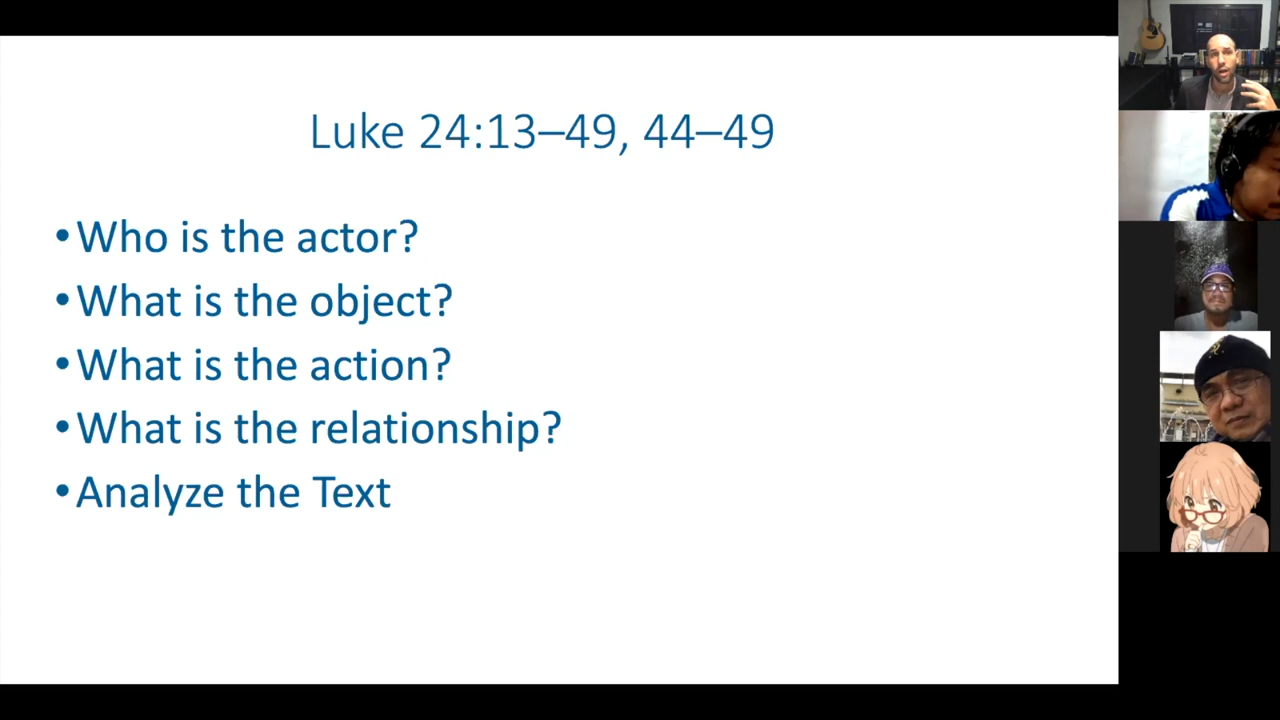 Luke 24:13–49, 44–49
•Who is the actor?
•What is the object?
•What is the action?
•What is the relationship?
•Analyze the Text